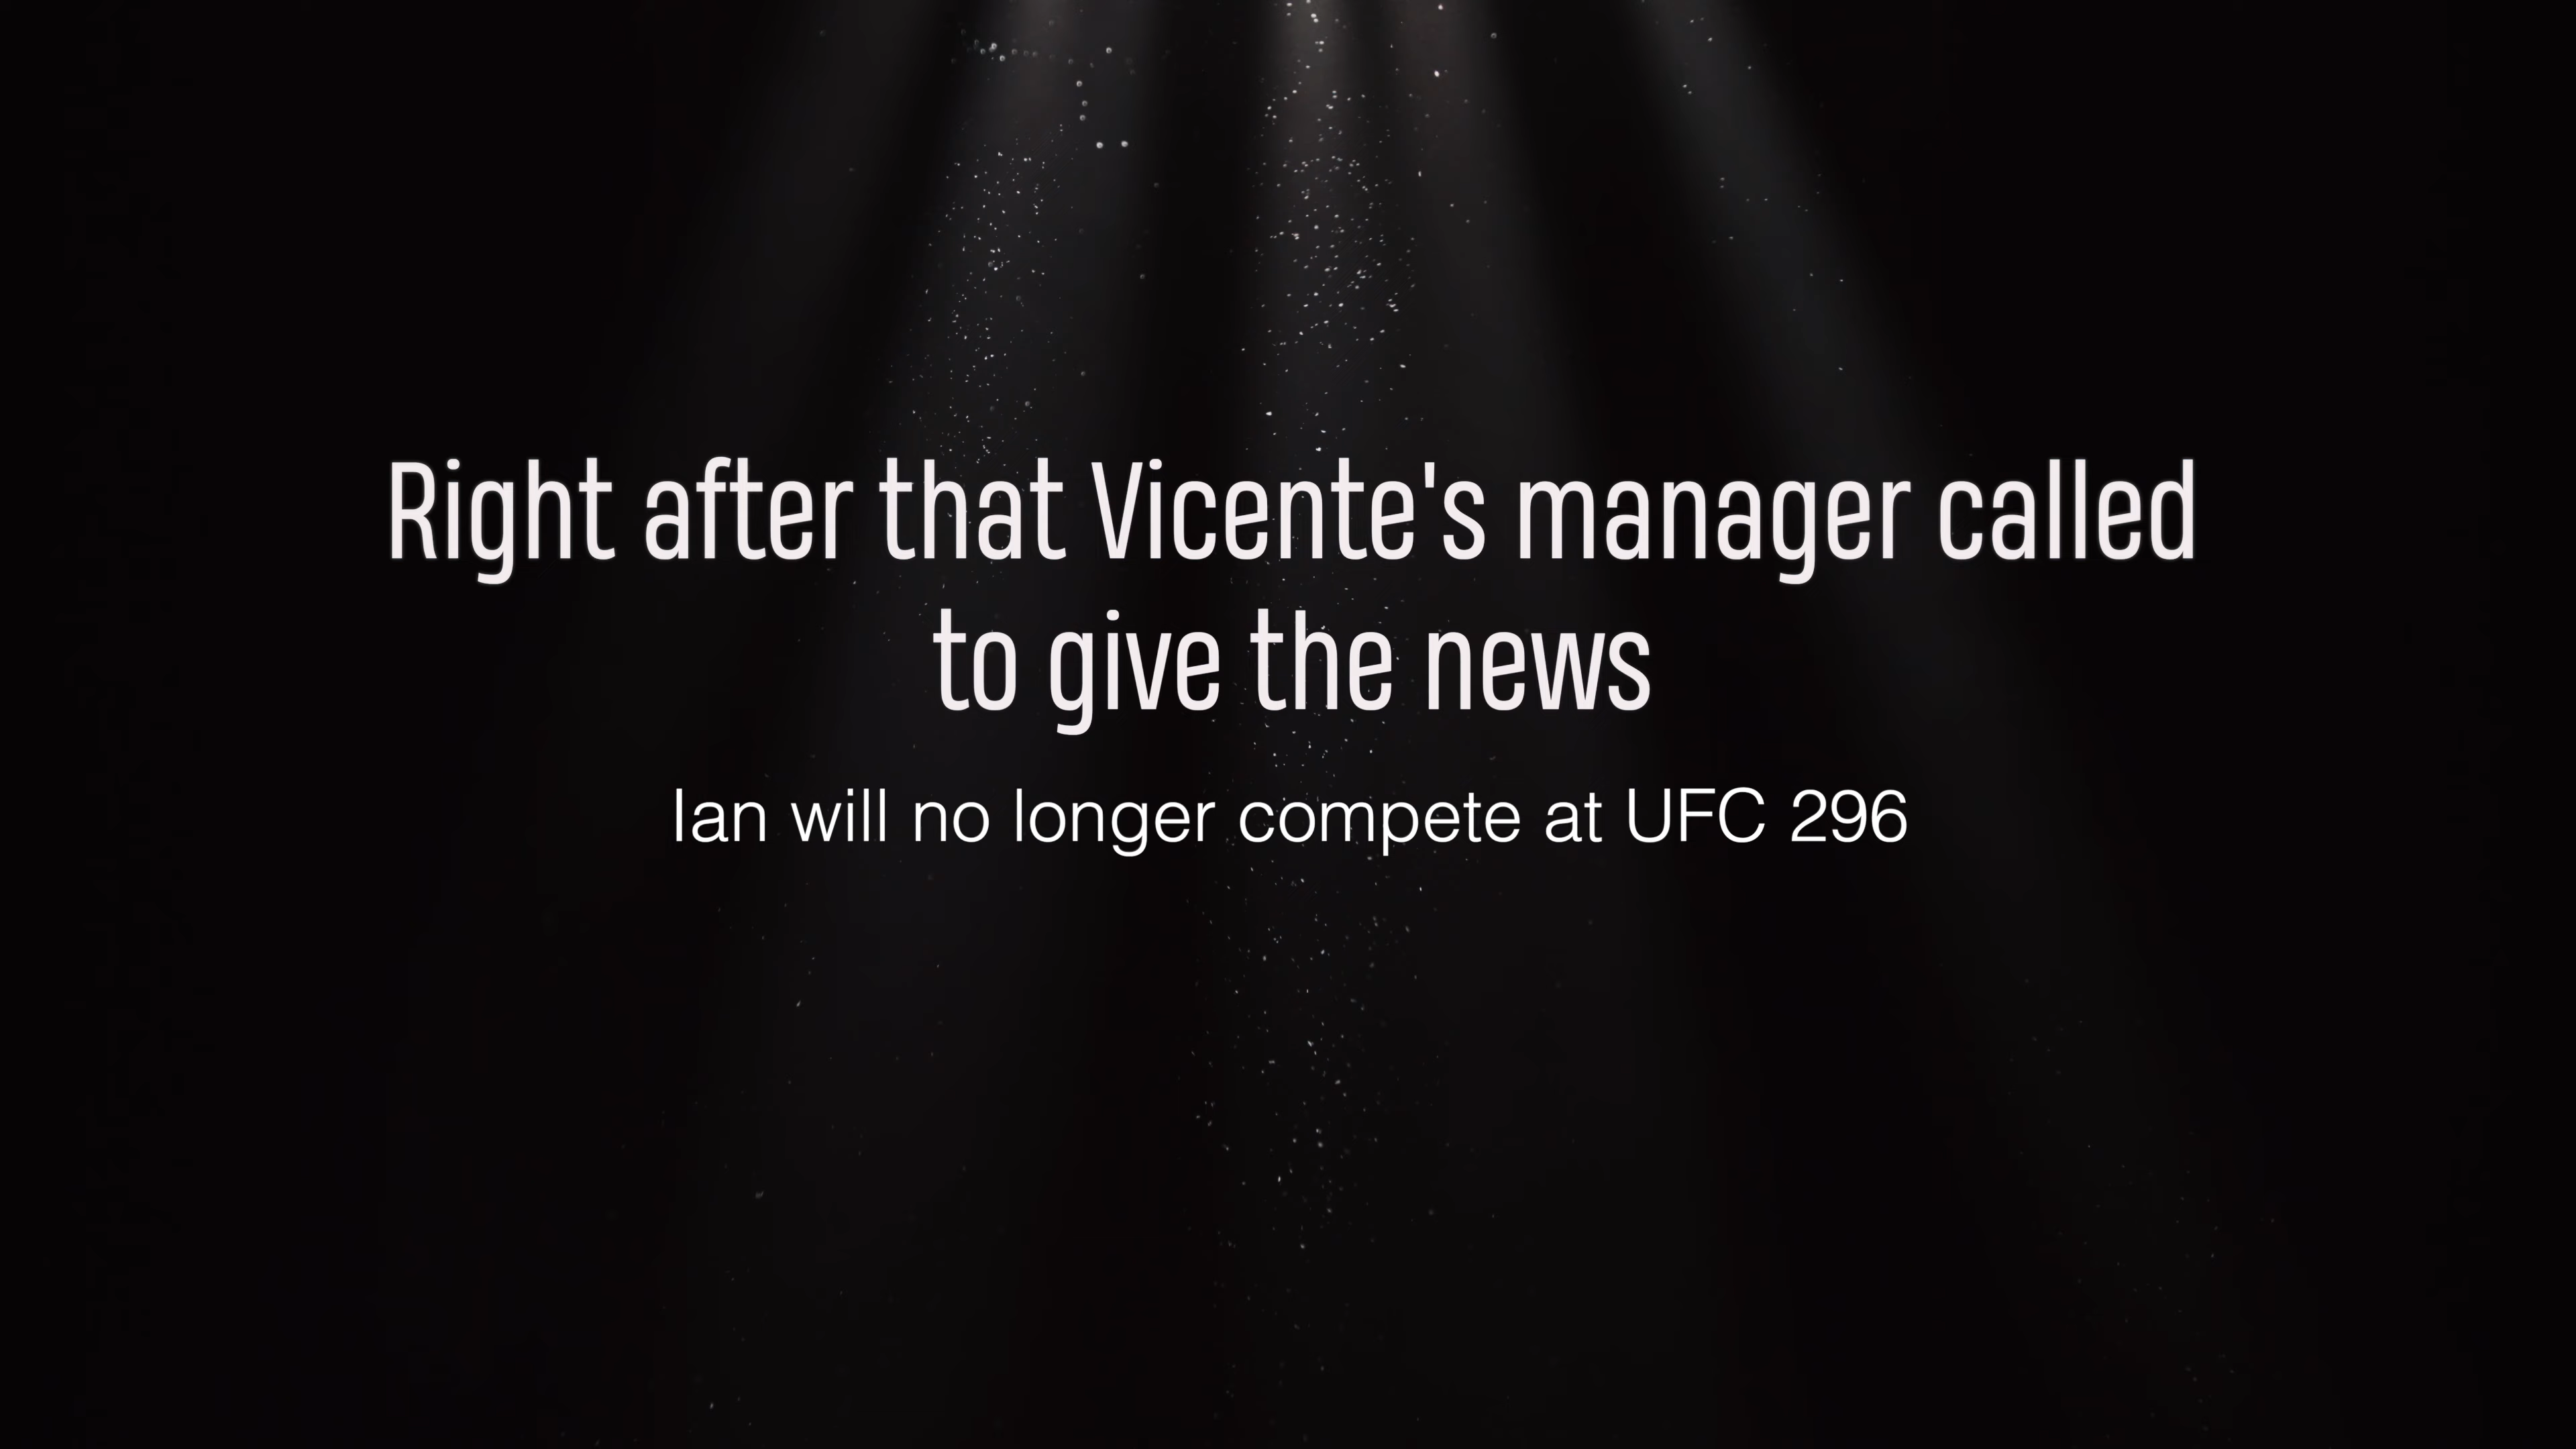 Right after that Vicente's manager called
to give the news
Ian will no longer compete at UFC 296